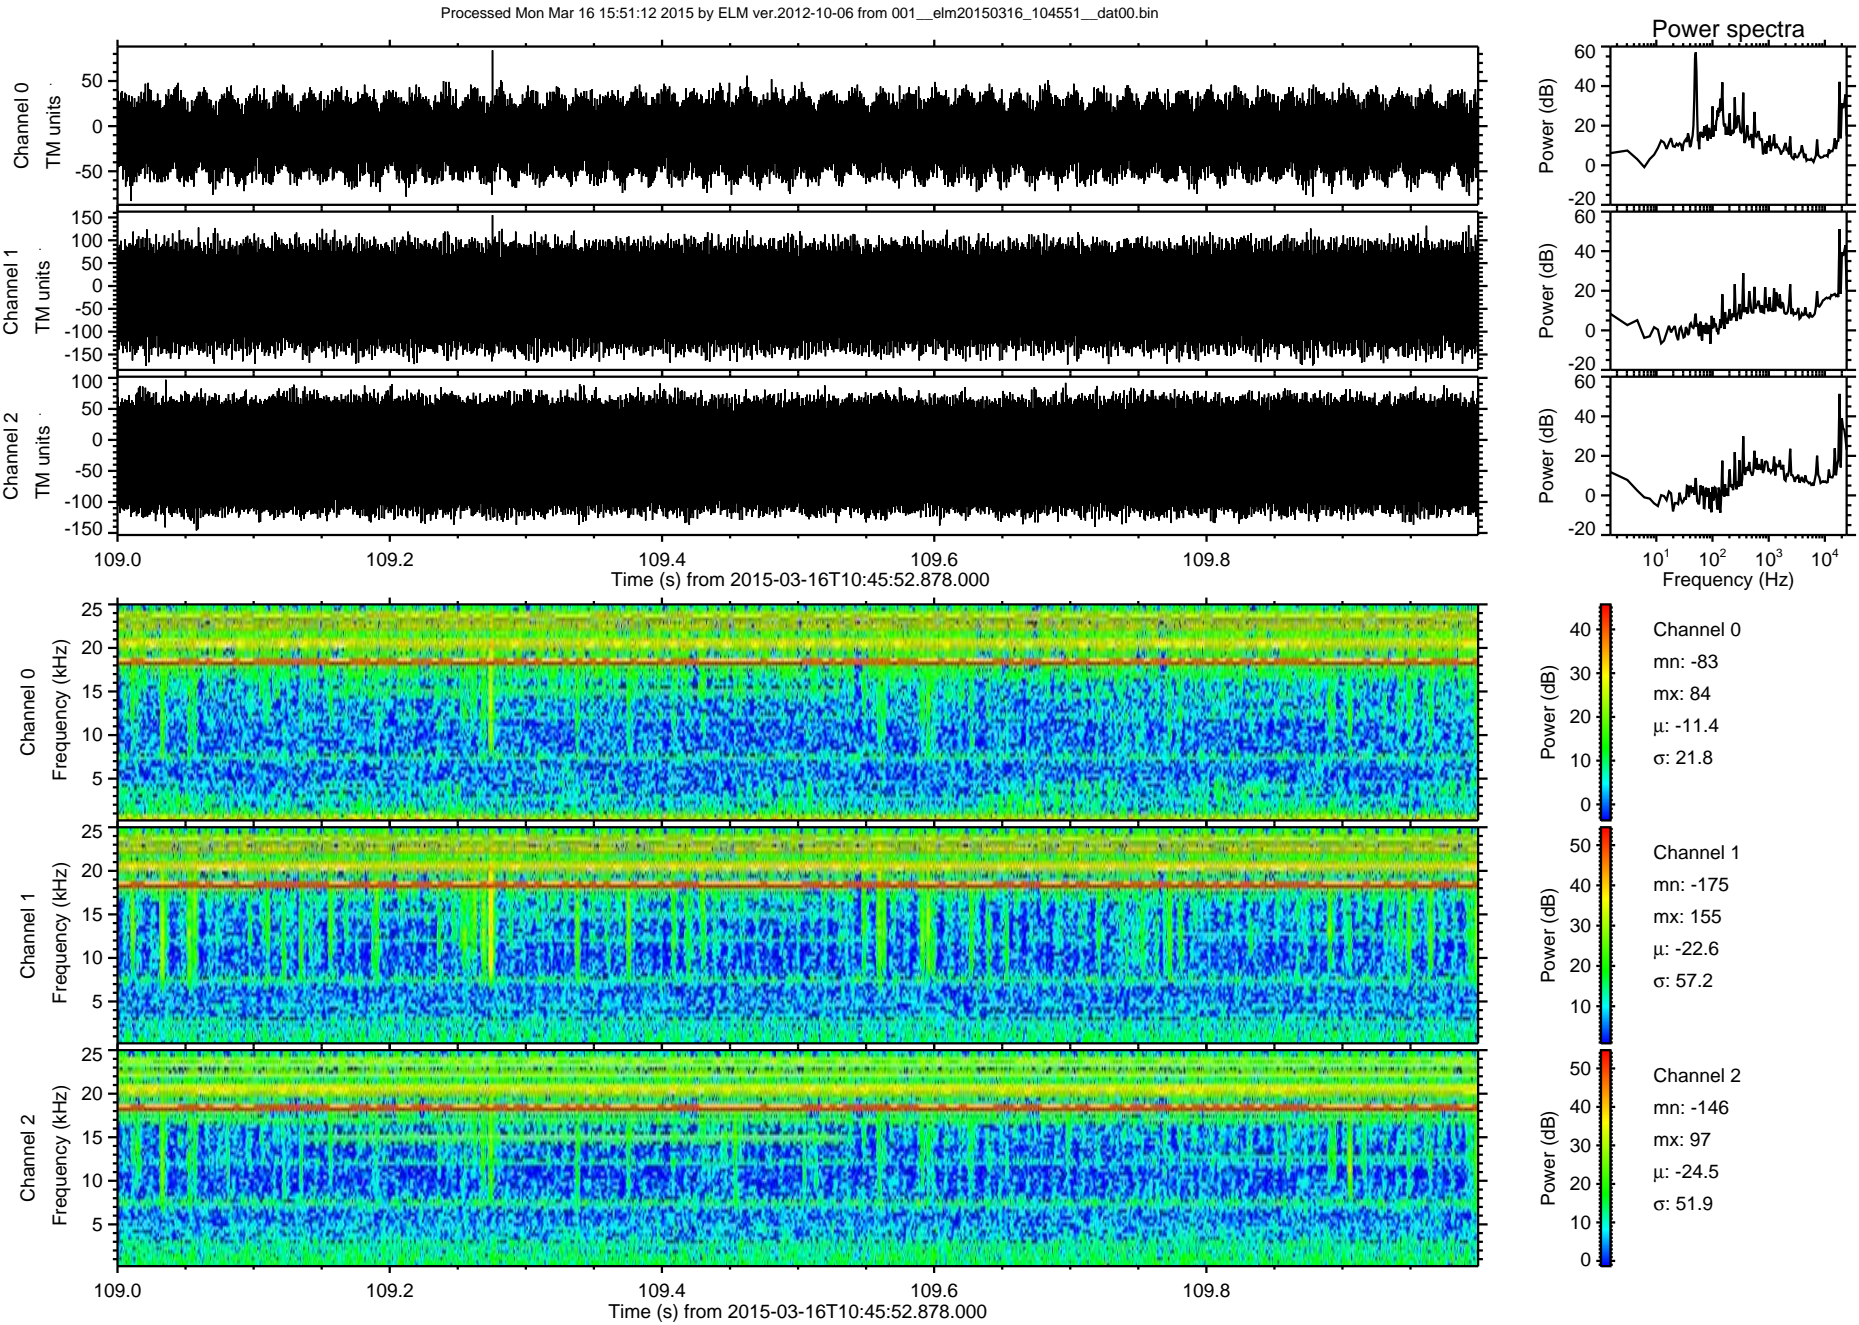 Processed Mon Mar 16 15:51:12 2015 by ELM ver.2012-10-06 from 001__elm20150316_104551__dat00.bin
Power spectra
Channel 0
TM units
50
0
-50
Power (dB)
60
40
20
0
-20
Channel 1
TM units
150
100
50
0
-50
-100
-150
Power (dB)
60
40
20
0
-20
Channel 2
TM units
100
50
0
-50
-100
-150
Power (dB)
60
40
20
0
-20
109.0 109.2 109.4 109.6 109.8
Time (s) from 2015-03-16T10:45:52.878.000
10^1 10^2 10^3 10^4
Frequency (Hz)
Channel 0
Frequency (kHz)
25
20
15
10
5
Power (dB)
40
30
20
10
0
Channel 0
mn: -83
mx: 84
μ: -11.4
σ: 21.8
Channel 1
Frequency (kHz)
25
20
15
10
5
Power (dB)
50
40
30
20
10
Channel 1
mn: -175
mx: 155
μ: -22.6
σ: 57.2
Channel 2
Frequency (kHz)
25
20
15
10
5
Power (dB)
50
40
30
20
10
0
Channel 2
mn: -146
mx: 97
μ: -24.5
σ: 51.9
109.0 109.2 109.4 109.6 109.8
Time (s) from 2015-03-16T10:45:52.878.000